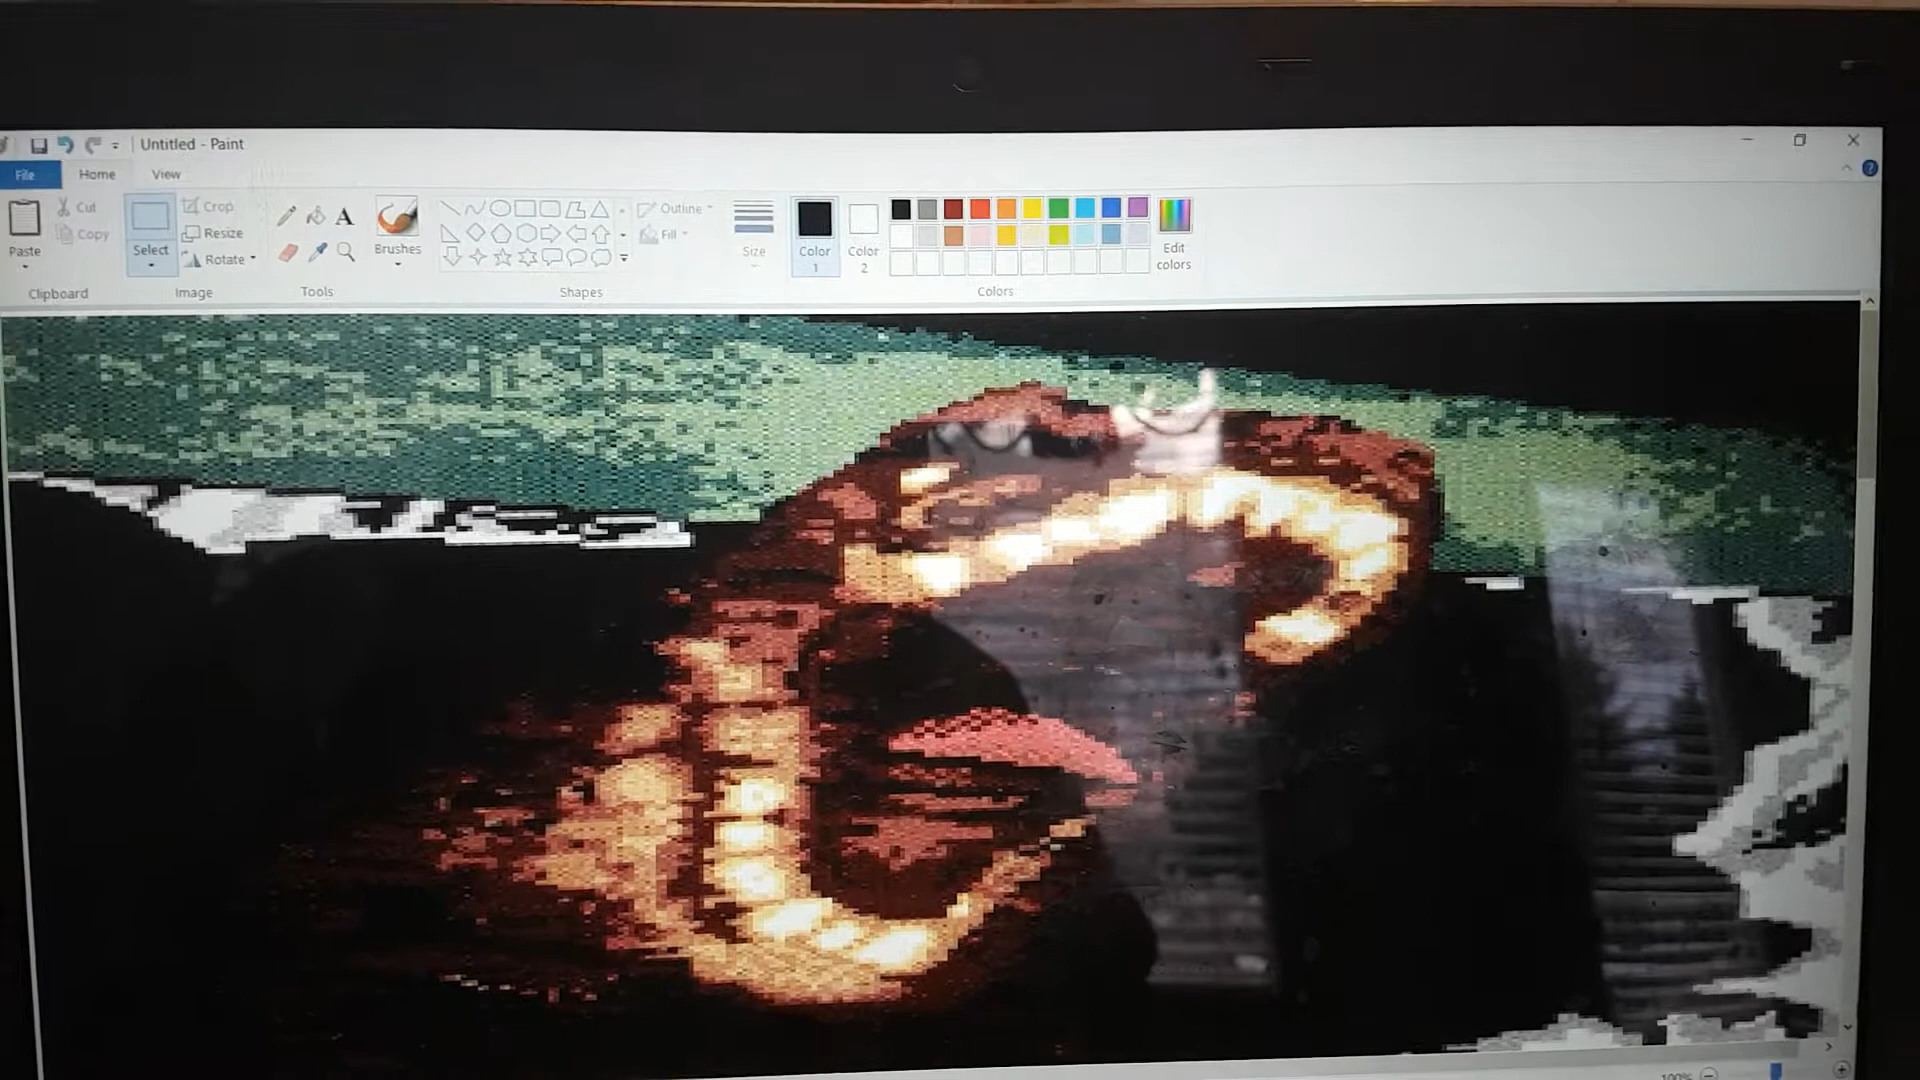 Untitled - Paint
File Home View
Paste
Cut
Copy
Clipboard
Select
Crop
Resize
Rotate
Image
A
Tools
Brushes
Shapes
Outline
Fill
Size
Color
1
Color
2
Edit
colors
Colors
100%